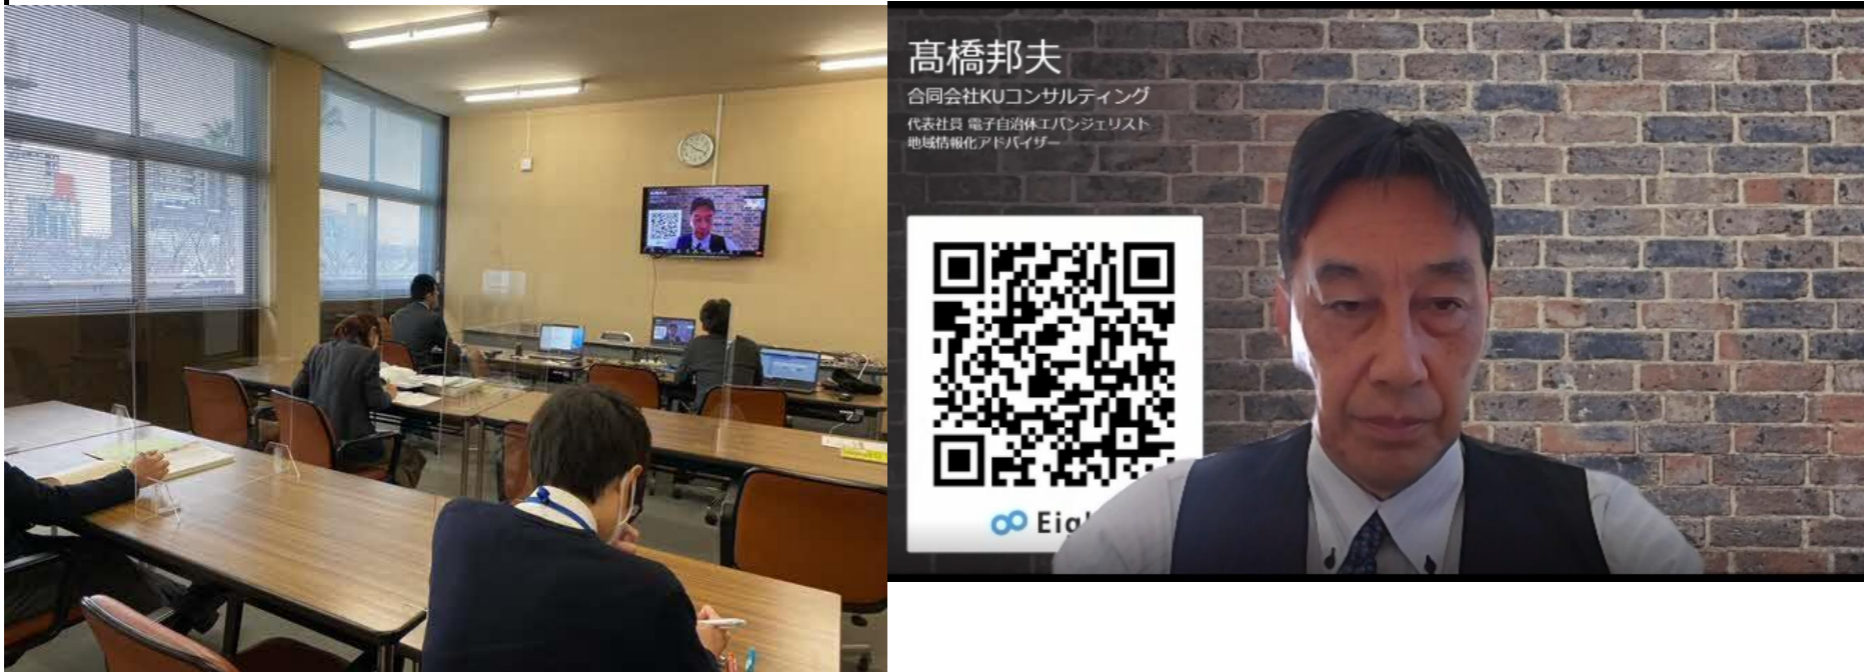 髙橋邦夫
合同会社KUコンサルティング
代表社員 電子自治体エバンジェリスト
地域情報化アドバイザー
Eig